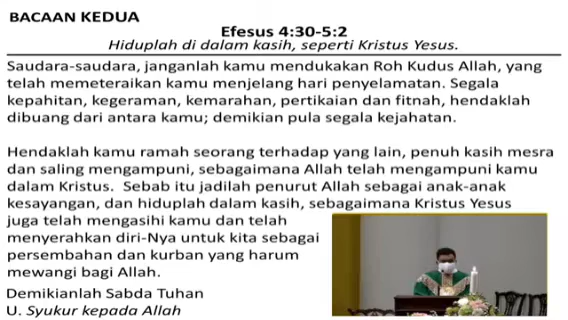 BACAAN KEDUA
Efesus 4:30-5:2
Hiduplah di dalam kasih, seperti Kristus Yesus.
Saudara-saudara, janganlah kamu mendukakan Roh Kudus Allah, yang
telah memeteraikan kamu menjelang hari penyelamatan. Segala
kepahitan, kegeraman, kemarahan, pertikaian dan fitnah, hendaklah
dibuang dari antara kamu; demikian pula segala kejahatan.
Hendaklah kamu ramah seorang terhadap yang lain, penuh kasih mesra
dan saling mengampuni, sebagaimana Allah telah mengampuni kamu
dalam Kristus. Sebab itu jadilah penurut Allah sebagai anak-anak
kesayangan, dan hiduplah dalam kasih, sebagaimana Kristus Yesus
juga telah mengasihi kamu dan telah
menyerahkan diri-Nya untuk kita sebagai
persembahan dan kurban yang harum
mewangi bagi Allah.
Demikianlah Sabda Tuhan
U. Syukur kepada Allah